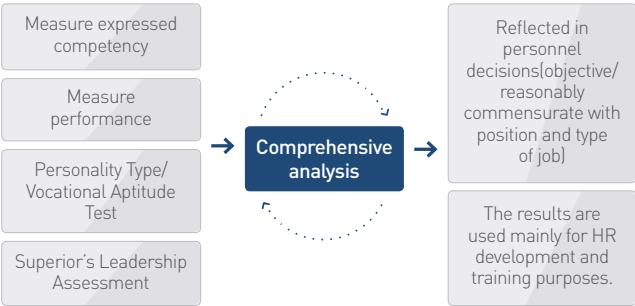 Measure expressed
competency
Measure
performance
Personality Type/
Vocational Aptitude
Test
Superior's Leadership
Assessment
Comprehensive
analysis
Reflected in
personnel
decisions(objective/
reasonably
commensurate with
position and type
of job)
The results are
used mainly for HR
development and
training purposes.